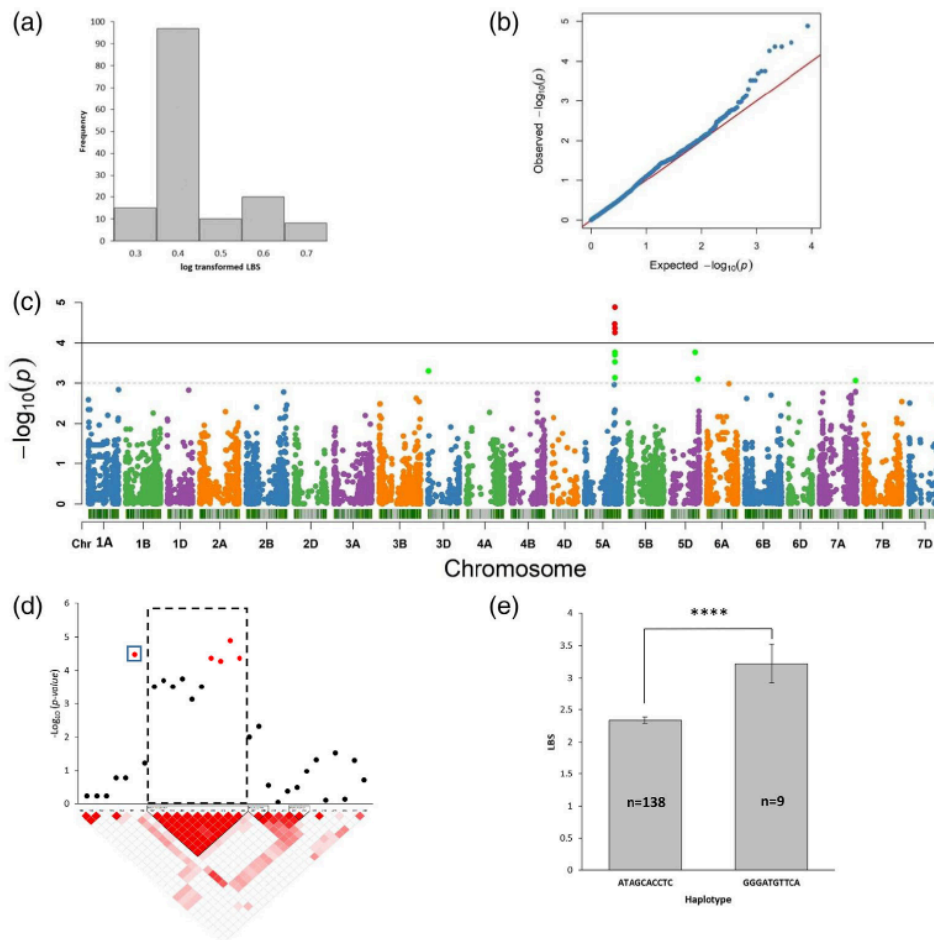 (a)
100
90
80
70
60
50
40
30
20
10
0
Frequency
0.3 0.4 0.5 0.6 0.7
log transformed LBS
(b)
5
4
3
2
1
0
Observed −log10(p)
0 1 2 3 4
Expected −log10(p)
(c)
5
4
3
2
1
0
−log10(p)
Chr 1A 1B 1D 2A 2B 2D 3A 3B 3D 4A 4B 4D 5A 5B 5D 6A 6B 6D 7A 7B 7D
Chromosome
(d)
6
5
4
3
2
1
0
-Log10 (p-value)
(e)
****
4
3.5
3
2.5
2
1.5
1
0.5
0
LBS
n=138 n=9
ATAGCACCTC GGGATGTTCA
Haplotype